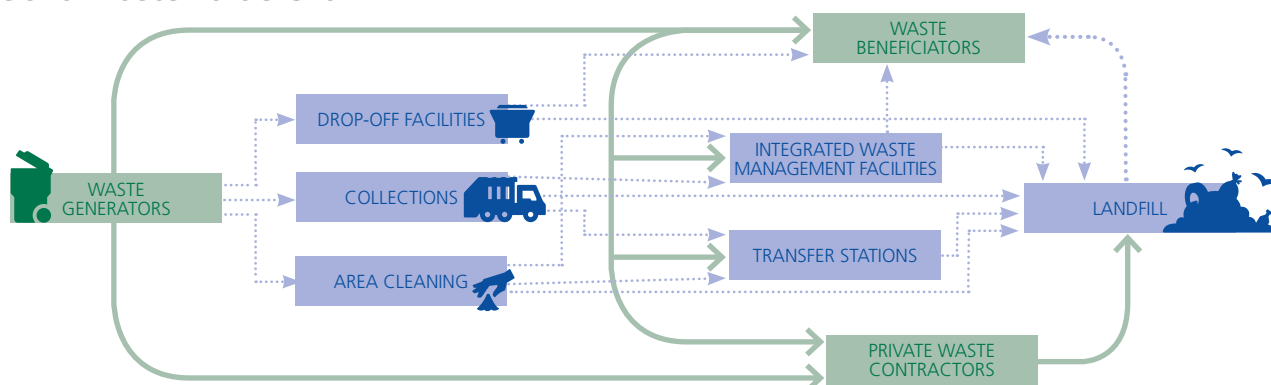 WASTE
BENEFICIATORS
DROP-OFF FACILITIES
INTEGRATED WASTE
MANAGEMENT FACILITIES
WASTE
GENERATORS
COLLECTIONS
LANDFILL
TRANSFER STATIONS
AREA CLEANING
PRIVATE WASTE
CONTRACTORS